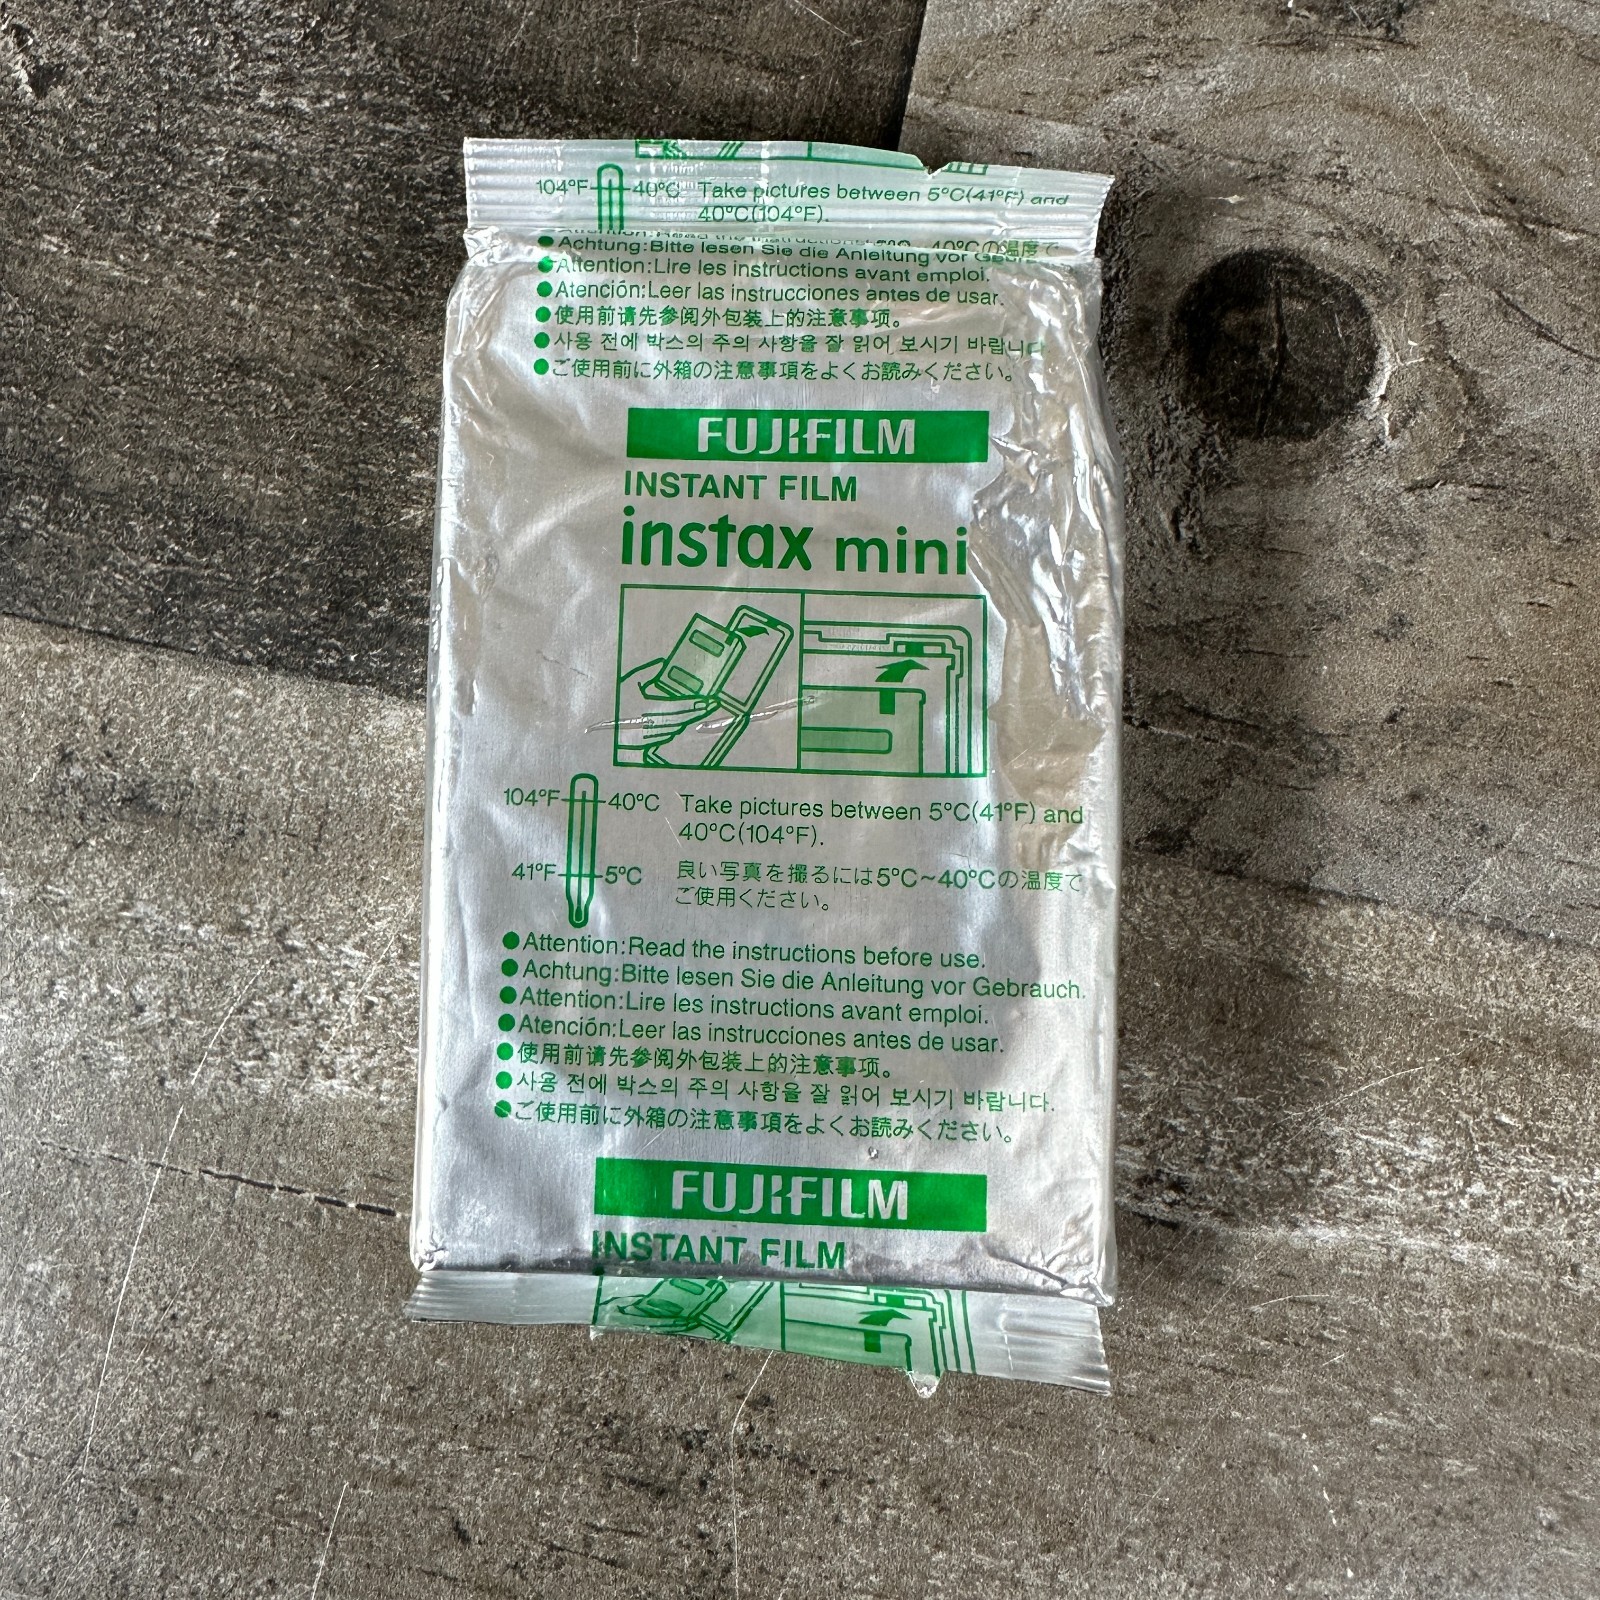 104°F 40°C Take pictures between 5°C(41°F) and
40°C(104°F).
40°Cの温度で
Achtung:Bitte lesen Sie die Anleitung vor
Attention:Lire les instructions avant emploi.
Atención:Leer las instrucciones antes de usar.
使用前请先参阅外包装上的注意事项。
사용 전에 박스의 주의 사항을 잘 읽어 보시기 바랍니다
ご使用前に外箱の注意事項をよくお読みください。
FUJIFILM
INSTANT FILM
instax mini
104°F 40°C Take pictures between 5°C(41°F) and
40°C(104°F).
41°F 5°C 良い写真を撮るには5°C~40°Cの温度で
ご使用ください。
Attention:Read the instructions before use.
Achtung:Bitte lesen Sie die Anleitung vor Gebrauch.
Attention:Lire les instructions avant emploi.
Atención:Leer las instrucciones antes de usar.
使用前请先参阅外包装上的注意事项。
사용 전에 박스의 주의 사항을 잘 읽어 보시기 바랍니다.
ご使用前に外箱の注意事項をよくお読みください。
FUJIFILM
INSTANT FILM